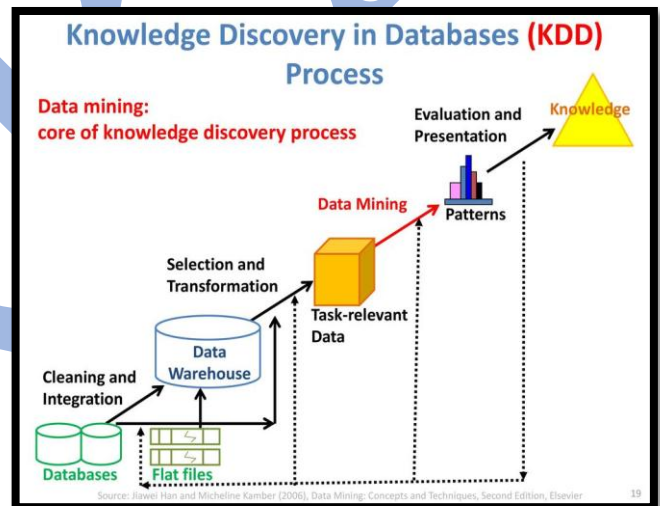 Knowledge Discovery in Databases (KDD)
Process
Data mining:
core of knowledge discovery process
Evaluation and
Presentation
Knowledge
Data Mining
Patterns
Selection and
Transformation
Task-relevant
Data
Data
Warehouse
Cleaning and
Integration
Databases
Flat files
Source: Jiawei Han and Micheline Kamber (2006), Data Mining: Concepts and Techniques, Second Edition, Elsevier
19